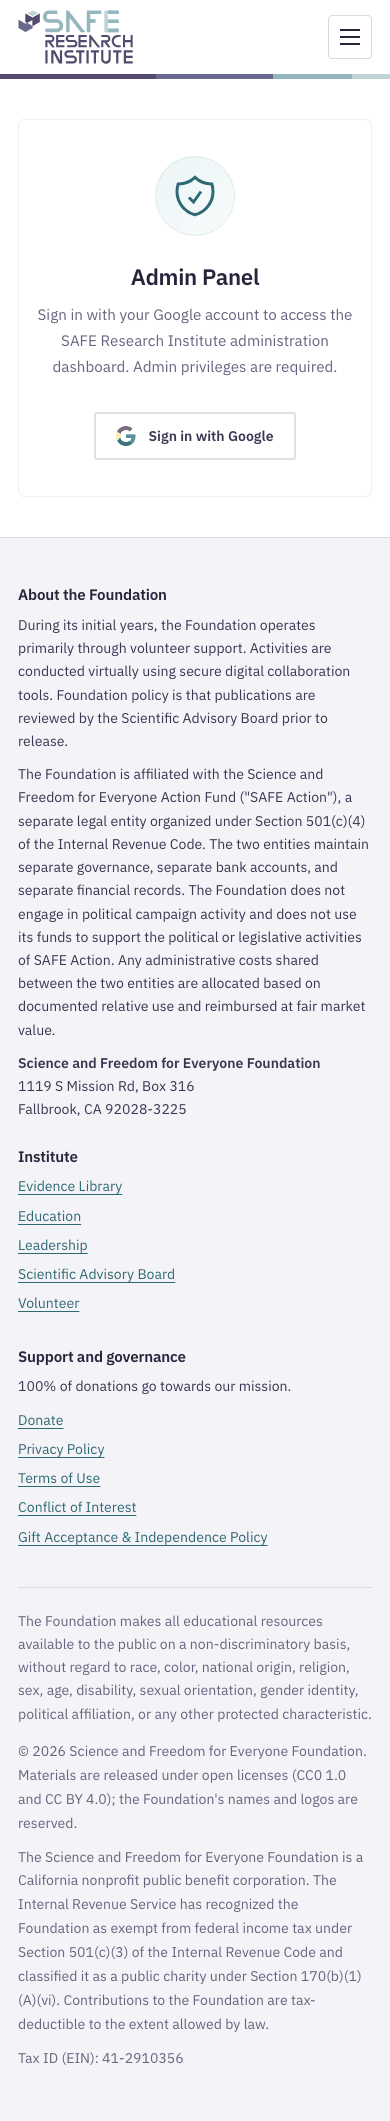 SAFE
RESEARCH
INSTITUTE
Admin Panel
Sign in with your Google account to access the
SAFE Research Institute administration
dashboard. Admin privileges are required.
Sign in with Google
About the Foundation
During its initial years, the Foundation operates
primarily through volunteer support. Activities are
conducted virtually using secure digital collaboration
tools. Foundation policy is that publications are
reviewed by the Scientific Advisory Board prior to
release.
The Foundation is affiliated with the Science and
Freedom for Everyone Action Fund ("SAFE Action"), a
separate legal entity organized under Section 501(c)(4)
of the Internal Revenue Code. The two entities maintain
separate governance, separate bank accounts, and
separate financial records. The Foundation does not
engage in political campaign activity and does not use
its funds to support the political or legislative activities
of SAFE Action. Any administrative costs shared
between the two entities are allocated based on
documented relative use and reimbursed at fair market
value.
Science and Freedom for Everyone Foundation
1119 S Mission Rd, Box 316
Fallbrook, CA 92028-3225
Institute
Evidence Library
Education
Leadership
Scientific Advisory Board
Volunteer
Support and governance
100% of donations go towards our mission.
Donate
Privacy Policy
Terms of Use
Conflict of Interest
Gift Acceptance & Independence Policy
The Foundation makes all educational resources
available to the public on a non-discriminatory basis,
without regard to race, color, national origin, religion,
sex, age, disability, sexual orientation, gender identity,
political affiliation, or any other protected characteristic.
© 2026 Science and Freedom for Everyone Foundation.
Materials are released under open licenses (CC0 1.0
and CC BY 4.0); the Foundation's names and logos are
reserved.
The Science and Freedom for Everyone Foundation is a
California nonprofit public benefit corporation. The
Internal Revenue Service has recognized the
Foundation as exempt from federal income tax under
Section 501(c)(3) of the Internal Revenue Code and
classified it as a public charity under Section 170(b)(1)
(A)(vi). Contributions to the Foundation are tax-
deductible to the extent allowed by law.
Tax ID (EIN): 41-2910356